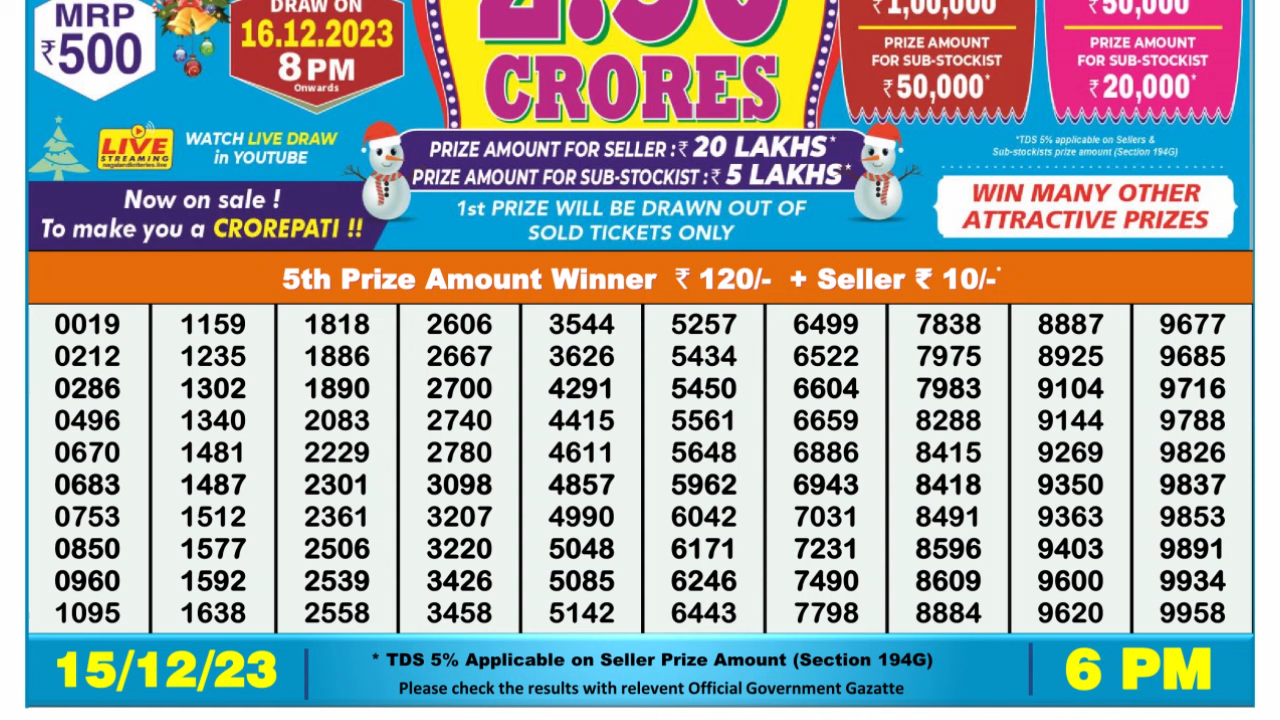 MRP
₹500
DRAW ON
16.12.2023
8 PM
Onwards
CRORES
₹1,00,000
PRIZE AMOUNT
FOR SUB-STOCKIST
₹50,000*
₹50,000
PRIZE AMOUNT
FOR SUB-STOCKIST
₹20,000*
LIVE
STREAMING
nagalandlotteries.live
WATCH LIVE DRAW
in YOUTUBE
PRIZE AMOUNT FOR SELLER :₹ 20 LAKHS*
PRIZE AMOUNT FOR SUB-STOCKIST :₹ 5 LAKHS*
*TDS 5% applicable on Sellers &
Sub-stockists prize amount (Section 194G)
Now on sale !
To make you a CROREPATI !!
1st PRIZE WILL BE DRAWN OUT OF
SOLD TICKETS ONLY
WIN MANY OTHER
ATTRACTIVE PRIZES
5th Prize Amount Winner ₹ 120/- + Seller ₹ 10/-*
0019 1159 1818 2606 3544 5257 6499 7838 8887 9677
0212 1235 1886 2667 3626 5434 6522 7975 8925 9685
0286 1302 1890 2700 4291 5450 6604 7983 9104 9716
0496 1340 2083 2740 4415 5561 6659 8288 9144 9788
0670 1481 2229 2780 4611 5648 6886 8415 9269 9826
0683 1487 2301 3098 4857 5962 6943 8418 9350 9837
0753 1512 2361 3207 4990 6042 7031 8491 9363 9853
0850 1577 2506 3220 5048 6171 7231 8596 9403 9891
0960 1592 2539 3426 5085 6246 7490 8609 9600 9934
1095 1638 2558 3458 5142 6443 7798 8884 9620 9958
15/12/23
* TDS 5% Applicable on Seller Prize Amount (Section 194G)
Please check the results with relevent Official Government Gazatte
6 PM